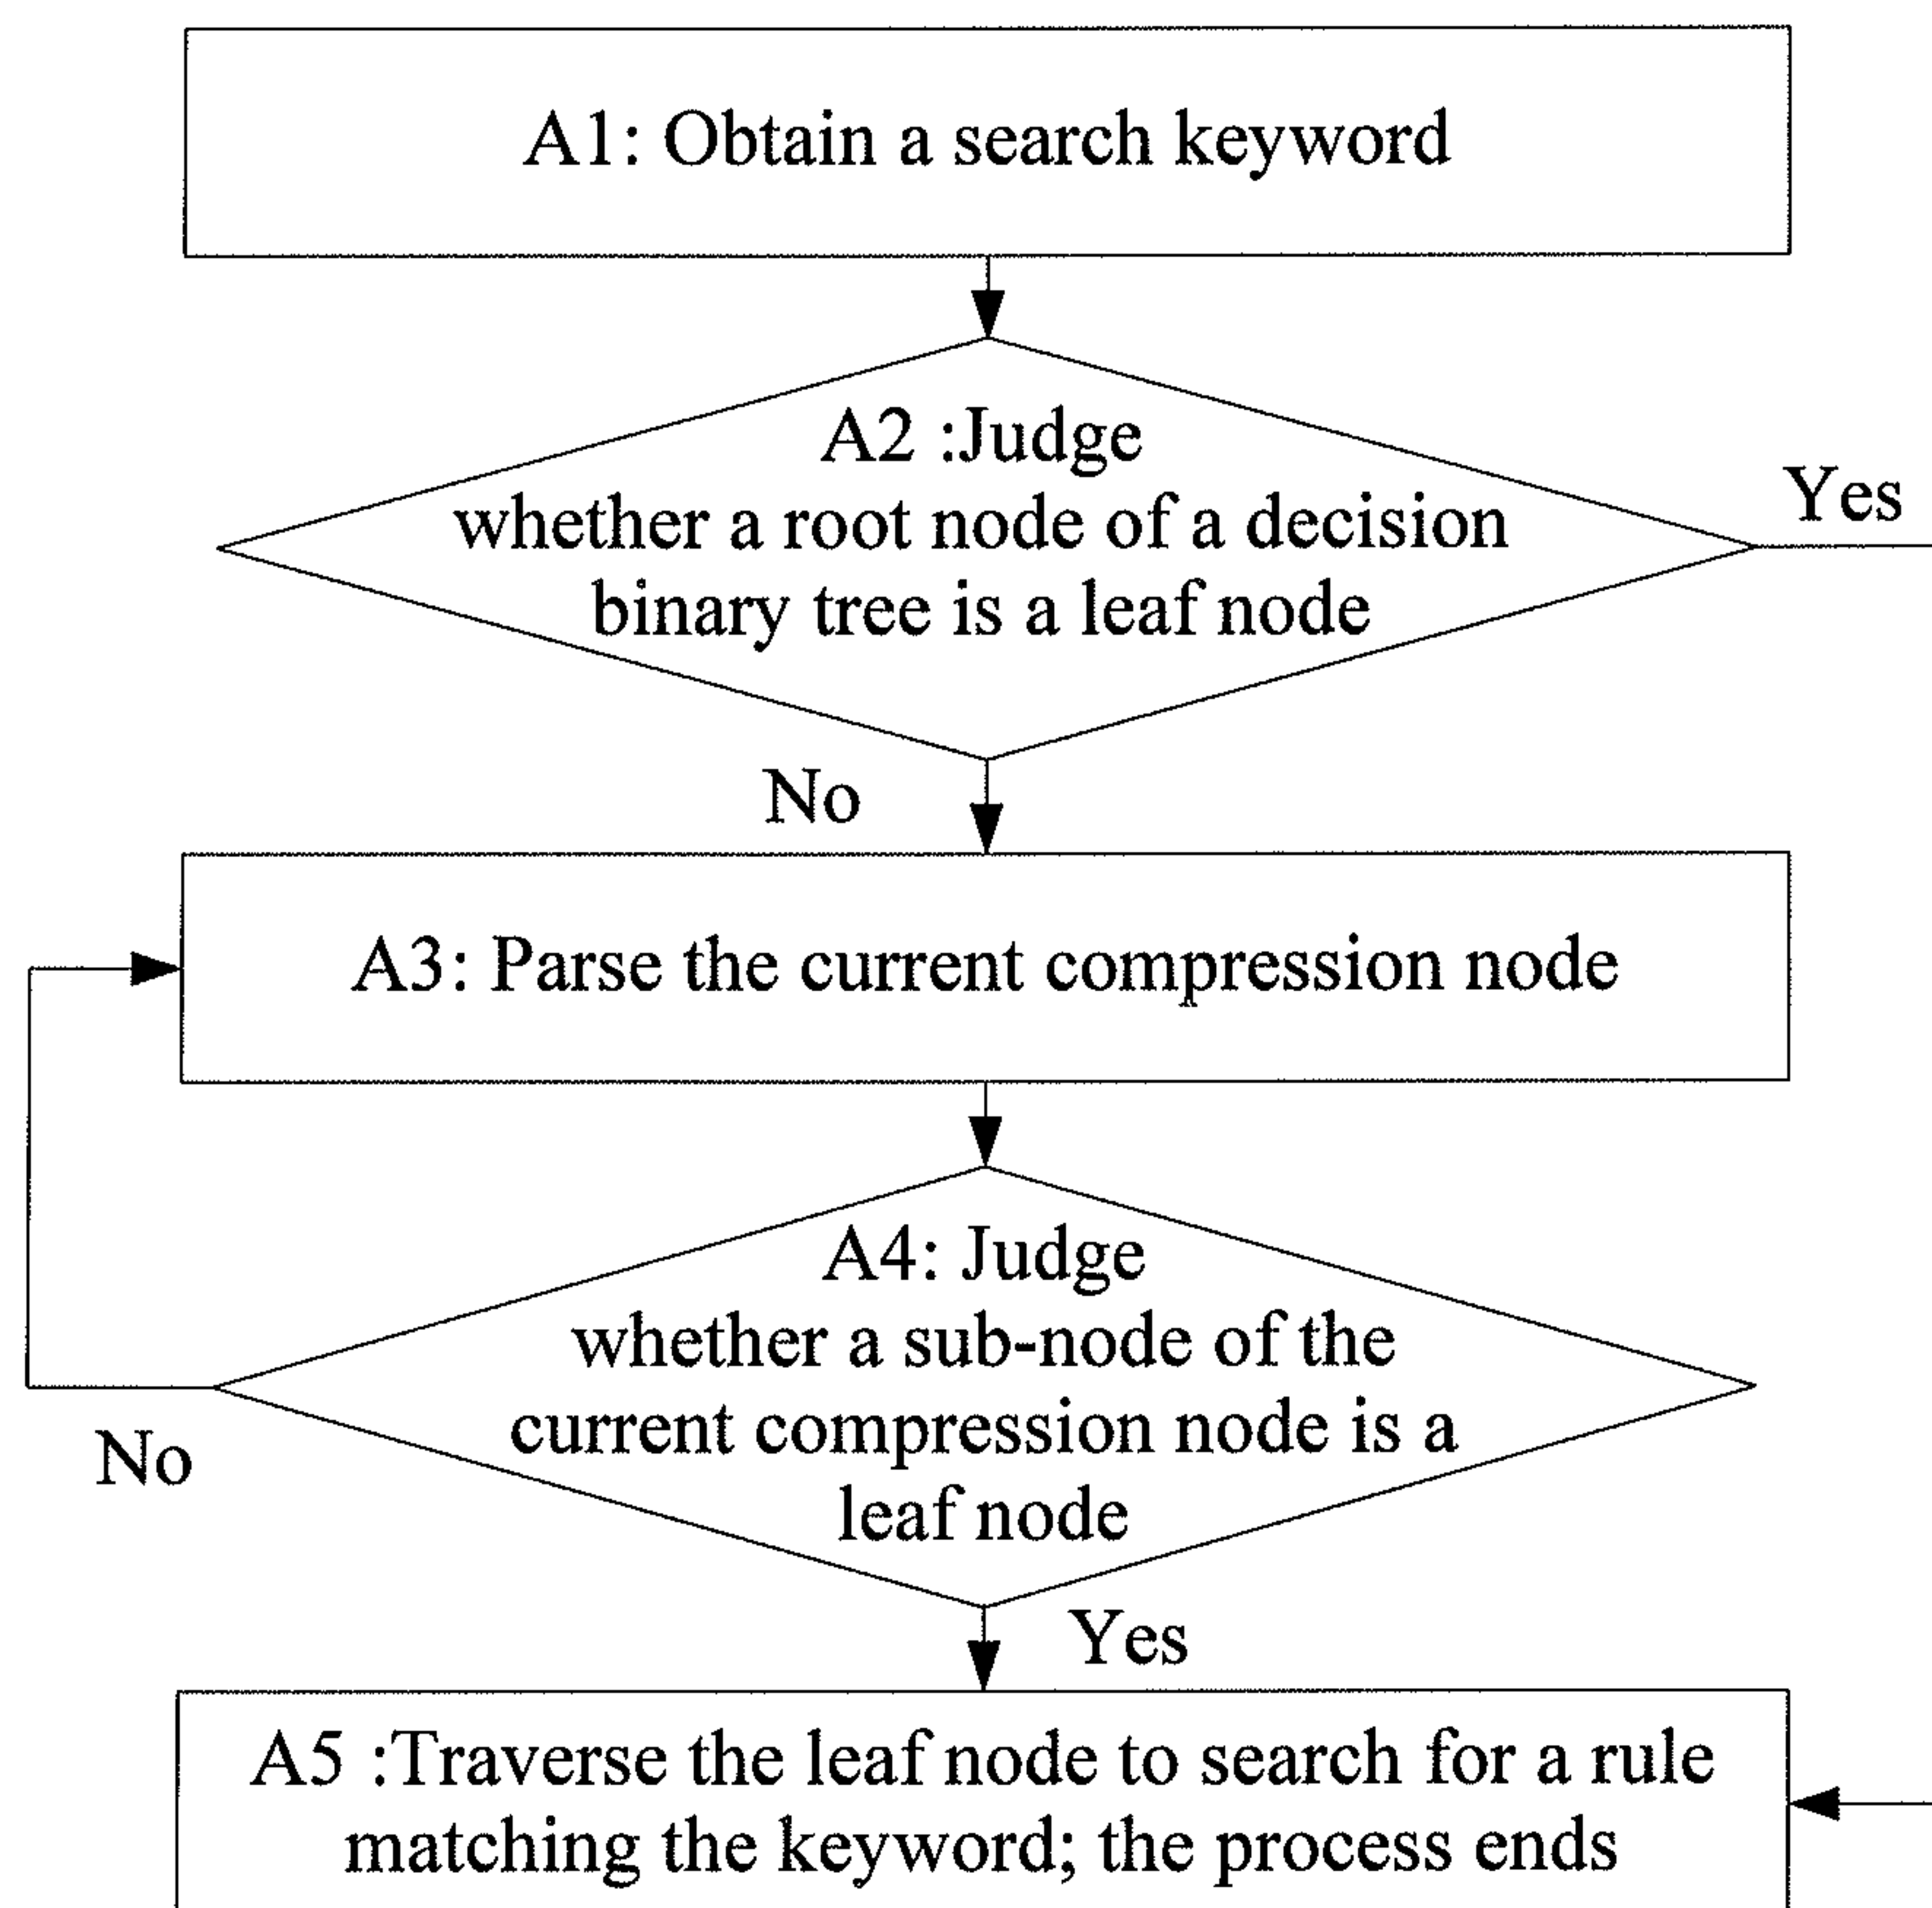 A1: Obtain a search keyword
A2 :Judge
whether a root node of a decision
binary tree is a leaf node
Yes
No
A3: Parse the current compression node
A4: Judge
whether a sub-node of the
current compression node is a
leaf node
No
Yes
A5 :Traverse the leaf node to search for a rule
matching the keyword; the process ends